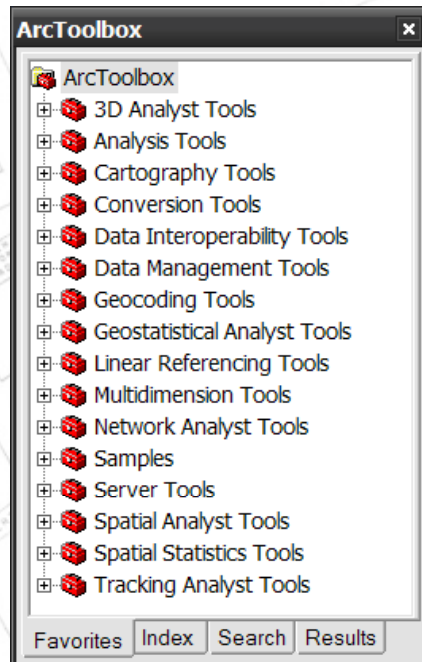 ArcToolbox
ArcToolbox
3D Analyst Tools
Analysis Tools
Cartography Tools
Conversion Tools
Data Interoperability Tools
Data Management Tools
Geocoding Tools
Geostatistical Analyst Tools
Linear Referencing Tools
Multidimension Tools
Network Analyst Tools
Samples
Server Tools
Spatial Analyst Tools
Spatial Statistics Tools
Tracking Analyst Tools
Favorites Index Search Results